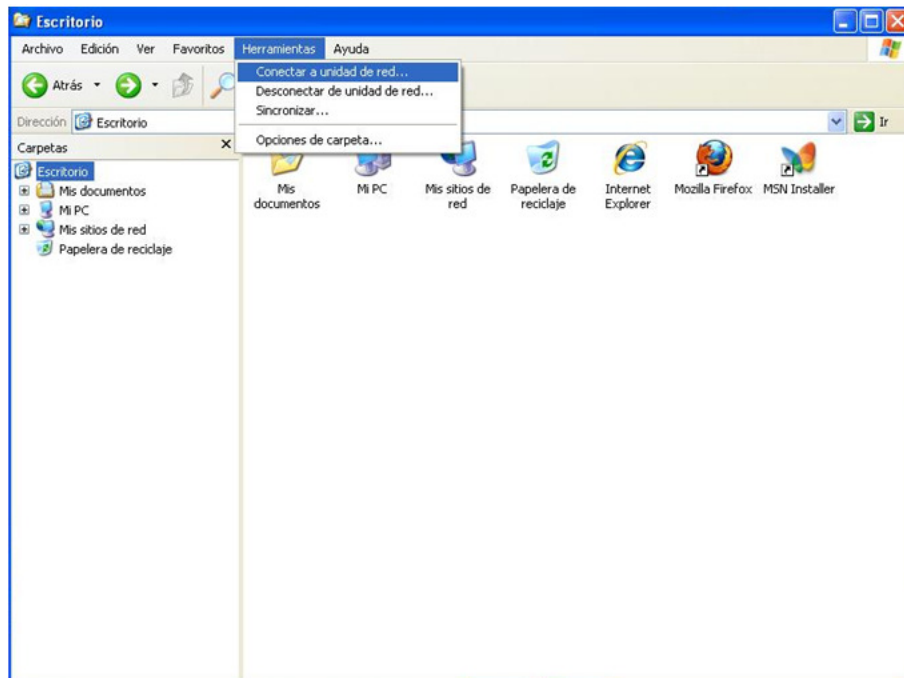 Escritorio
Archivo Edición Ver Favoritos Herramientas Ayuda
Conectar a unidad de red...
Desconectar de unidad de red...
Sincronizar...
Opciones de carpeta...
Atrás
Dirección Escritorio Ir
Carpetas
Escritorio
Mis documentos
Mi PC
Mis sitios de red
Papelera de reciclaje
Mis documentos
Mi PC
Mis sitios de red
Papelera de reciclaje
Internet Explorer
Mozilla Firefox
MSN Installer